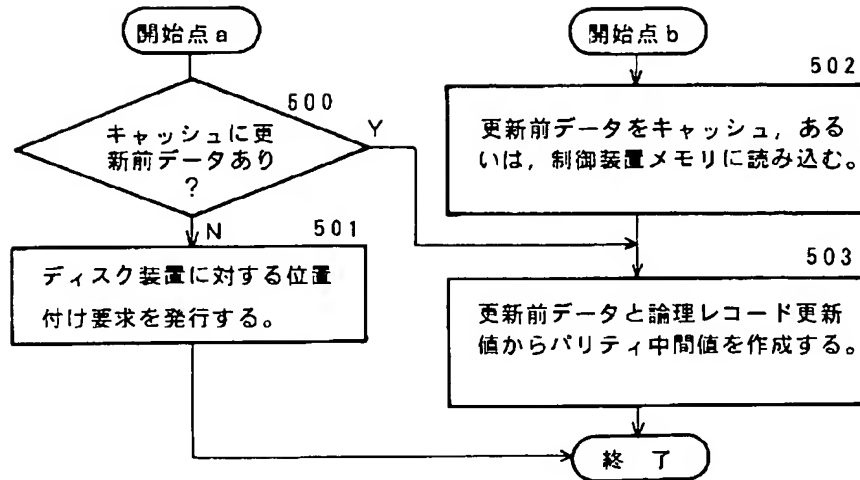 開始点a
500
キャッシュに更
新前データあり
?
Y
N
501
ディスク装置に対する位置
付け要求を発行する。
開始点b
502
更新前データをキャッシュ,ある
いは,制御装置メモリに読み込む。
503
更新前データと論理レコード更新
値からパリティ中間値を作成する。
終 了